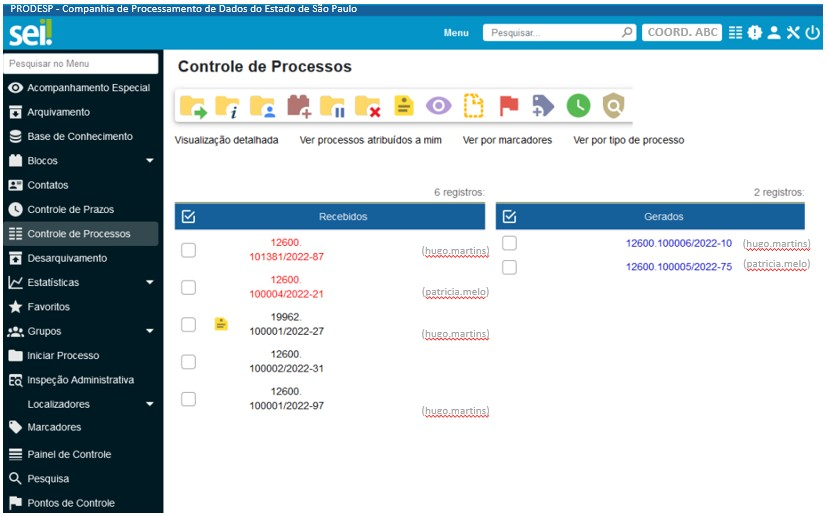 PRODESP - Companhia de Processamento de Dados do Estado de São Paulo
sei!
Menu
Pesquisar...
COORD. ABC
Pesquisar no Menu
Acompanhamento Especial
Arquivamento
Base de Conhecimento
Blocos
Contatos
Controle de Prazos
Controle de Processos
Desarquivamento
Estatísticas
Favoritos
Grupos
Iniciar Processo
Inspeção Administrativa
Localizadores
Marcadores
Painel de Controle
Pesquisa
Pontos de Controle
Controle de Processos
Visualização detalhada Ver processos atribuídos a mim Ver por marcadores Ver por tipo de processo
6 registros:
Recebidos
12600.
101381/2022-87 (hugo.martins)
12600.
100004/2022-21 (patricia.melo)
19962.
100001/2022-27 (hugo.martins)
12600.
100002/2022-31
12600.
100001/2022-97 (hugo.martins)
2 registros:
Gerados
12600.100006/2022-10 (hugo.martins)
12600.100005/2022-75 (patricia.melo)